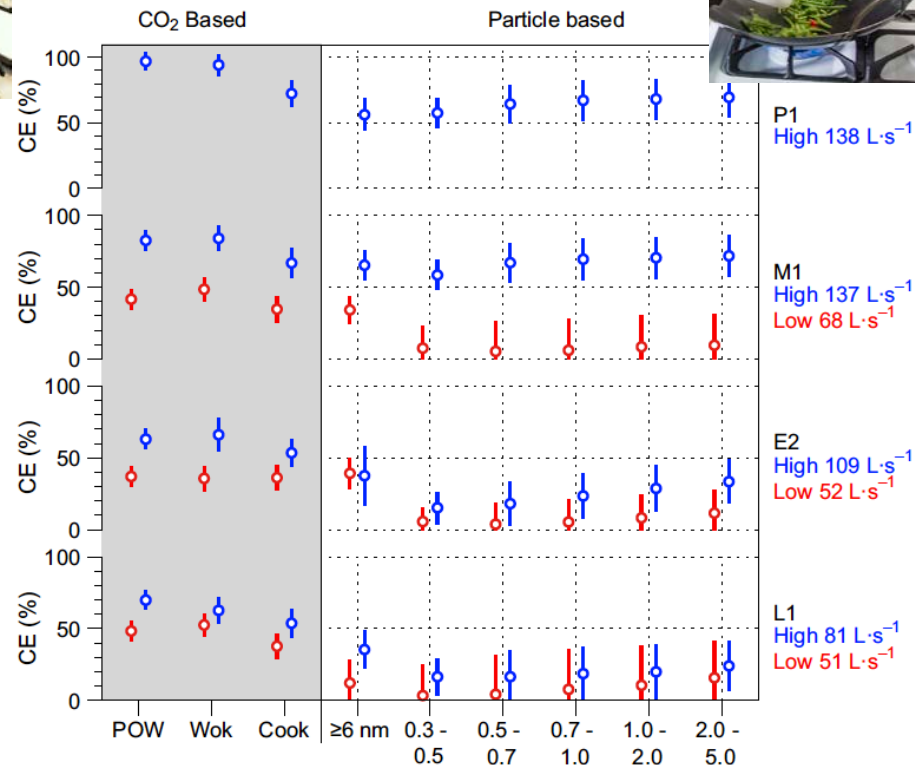 CO₂ Based Particle based
CE (%)
100
50
0
P1
High 138 L·s⁻¹
CE (%)
100
50
0
M1
High 137 L·s⁻¹
Low 68 L·s⁻¹
CE (%)
100
50
0
E2
High 109 L·s⁻¹
Low 52 L·s⁻¹
CE (%)
100
50
0
L1
High 81 L·s⁻¹
Low 51 L·s⁻¹
POW Wok Cook ≥6 nm 0.3 - 0.5 - 0.7 - 1.0 - 2.0 -
0.5 0.7 1.0 2.0 5.0